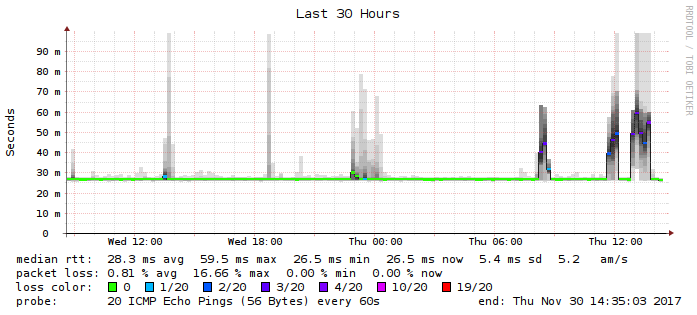 Last 30 Hours
RRDTOOL / TOBI OETIKER
Seconds
90 m
80 m
70 m
60 m
50 m
40 m
30 m
20 m
10 m
0
Wed 12:00 Wed 18:00 Thu 00:00 Thu 06:00 Thu 12:00
median rtt: 28.3 ms avg 59.5 ms max 26.5 ms min 26.5 ms now 5.4 ms sd 5.2 am/s
packet loss: 0.81 % avg 16.66 % max 0.00 % min 0.00 % now
loss color: 0 1/20 2/20 3/20 4/20 10/20 19/20
probe: 20 ICMP Echo Pings (56 Bytes) every 60s end: Thu Nov 30 14:35:03 2017